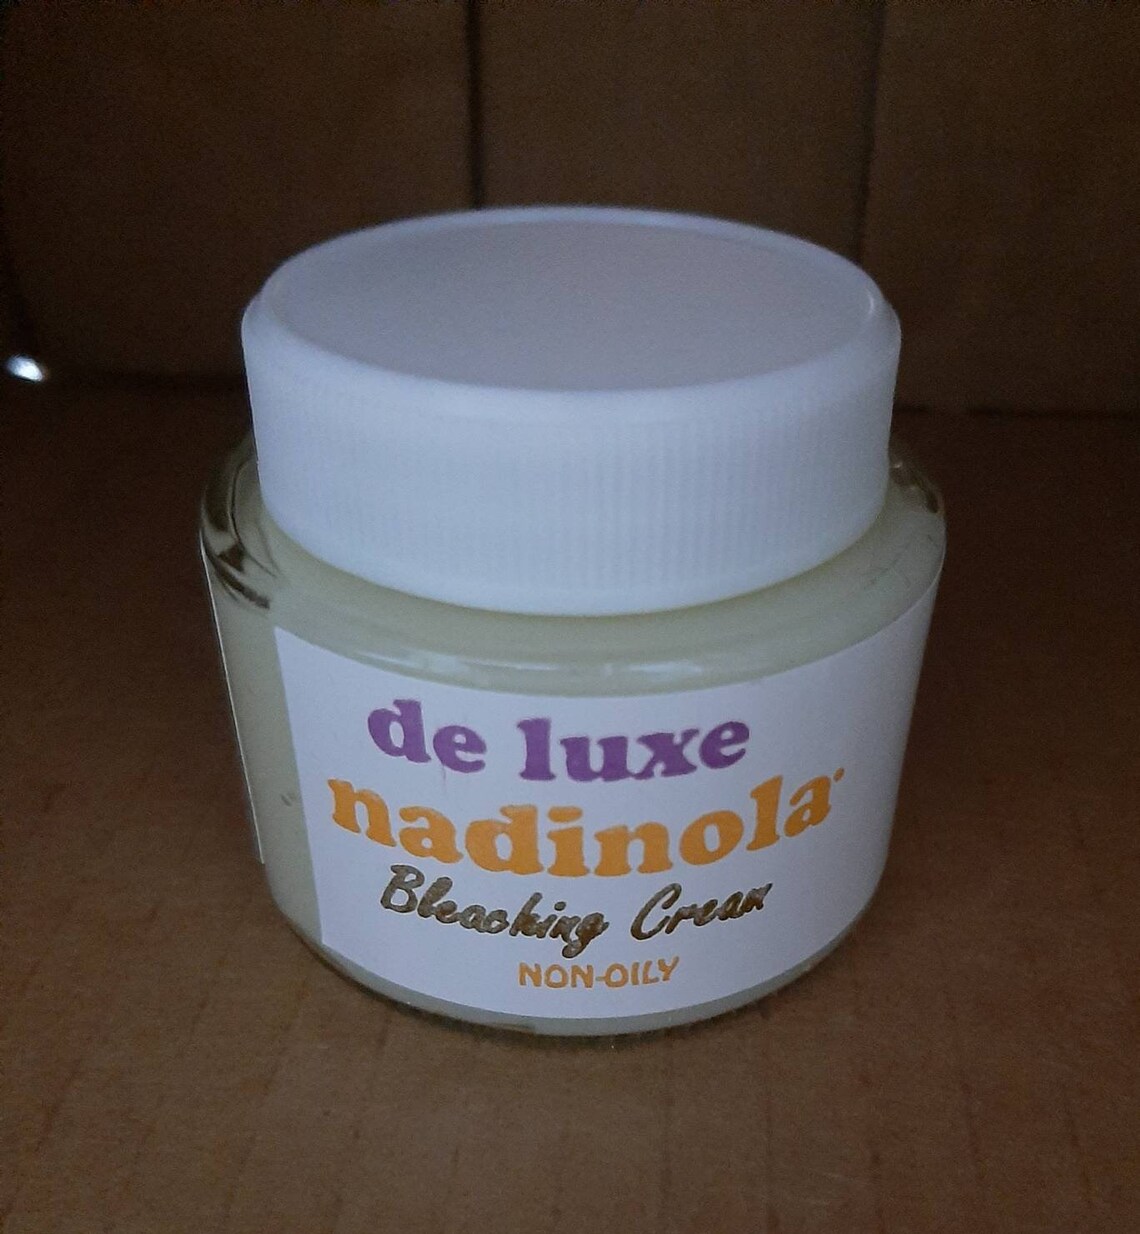 de luxe
nadinola
Bleaching Cream
NON-OILY